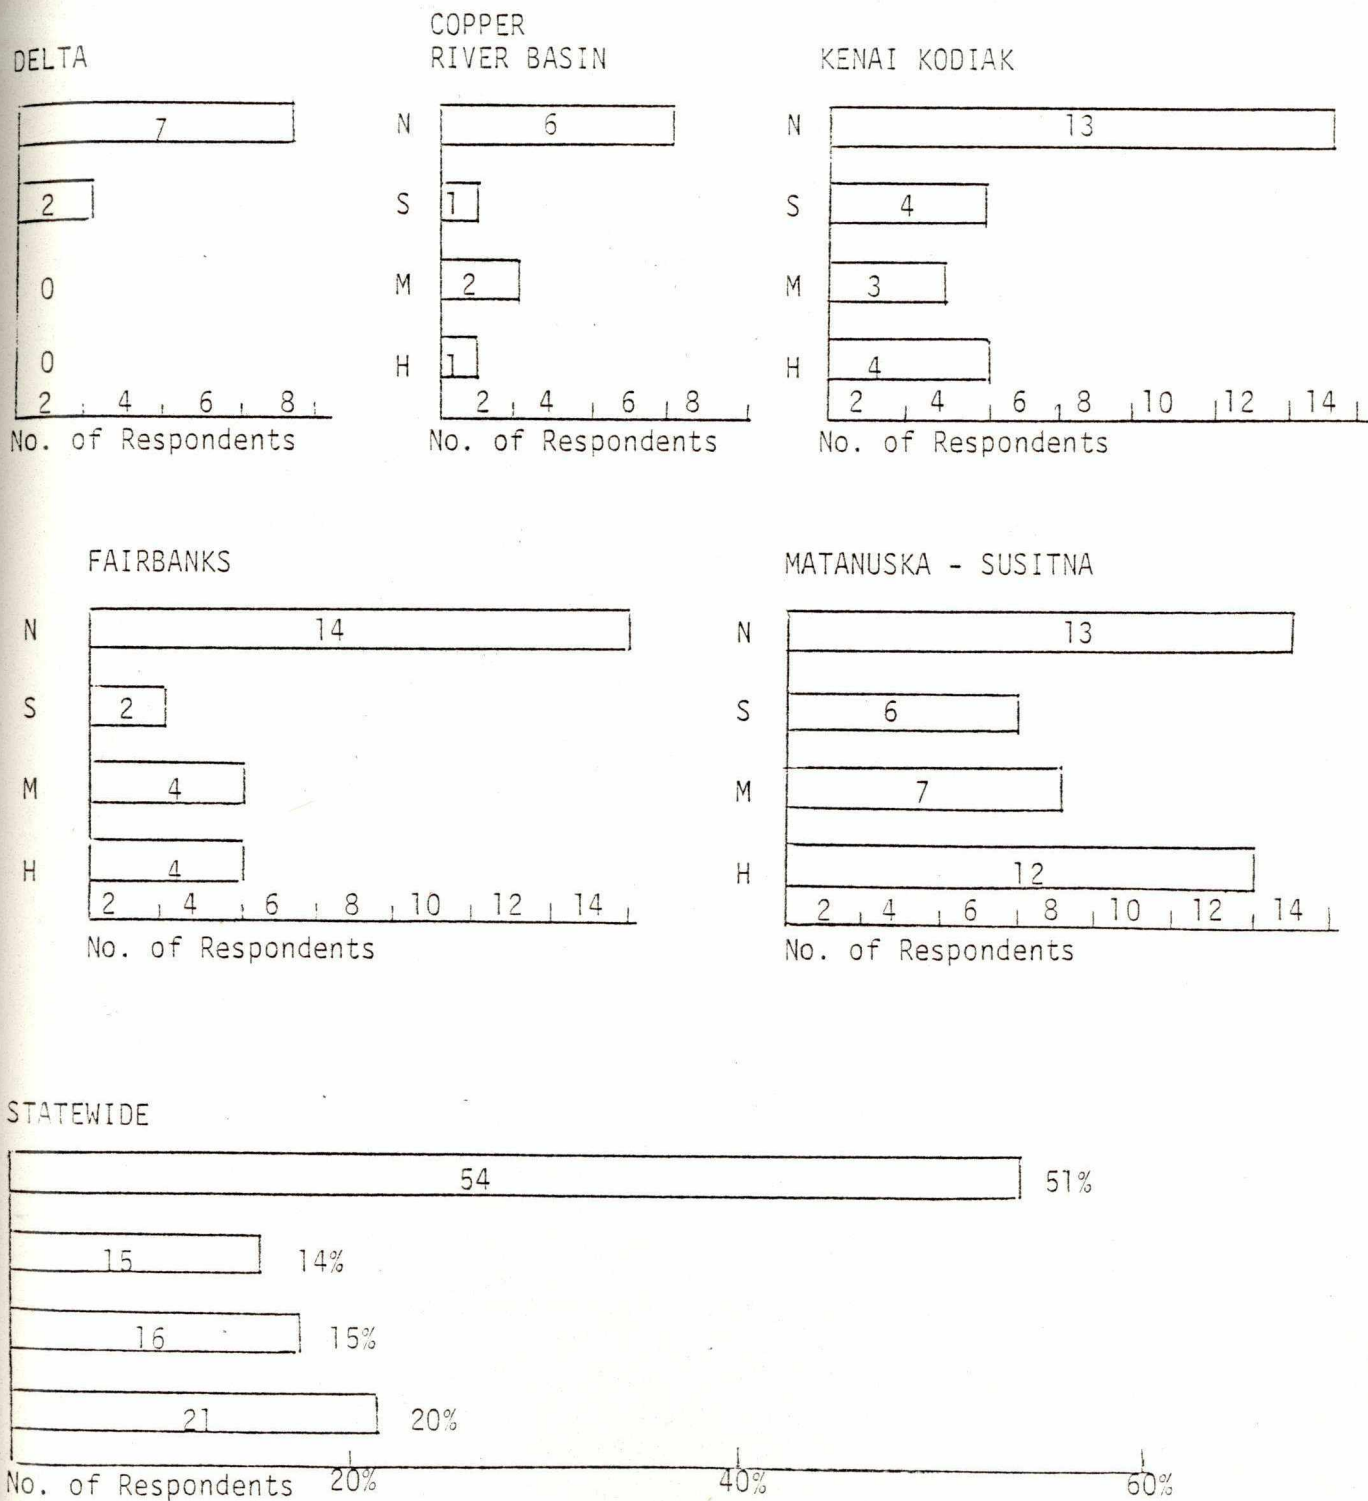 DELTA
7
2
0
0
2 4 6 8
No. of Respondents
COPPER
RIVER BASIN
N 6
S 1
M 2
H 1
2 4 6 8
No. of Respondents
KENAI KODIAK
N 13
S 4
M 3
H 4
2 4 6 8 10 12 14
No. of Respondents
FAIRBANKS
N 14
S 2
M 4
H 4
2 4 6 8 10 12 14
No. of Respondents
MATANUSKA - SUSITNA
N 13
S 6
M 7
H 12
2 4 6 8 10 12 14
No. of Respondents
STATEWIDE
54 51%
15 14%
16 15%
21 20%
No. of Respondents 20% 40% 60%